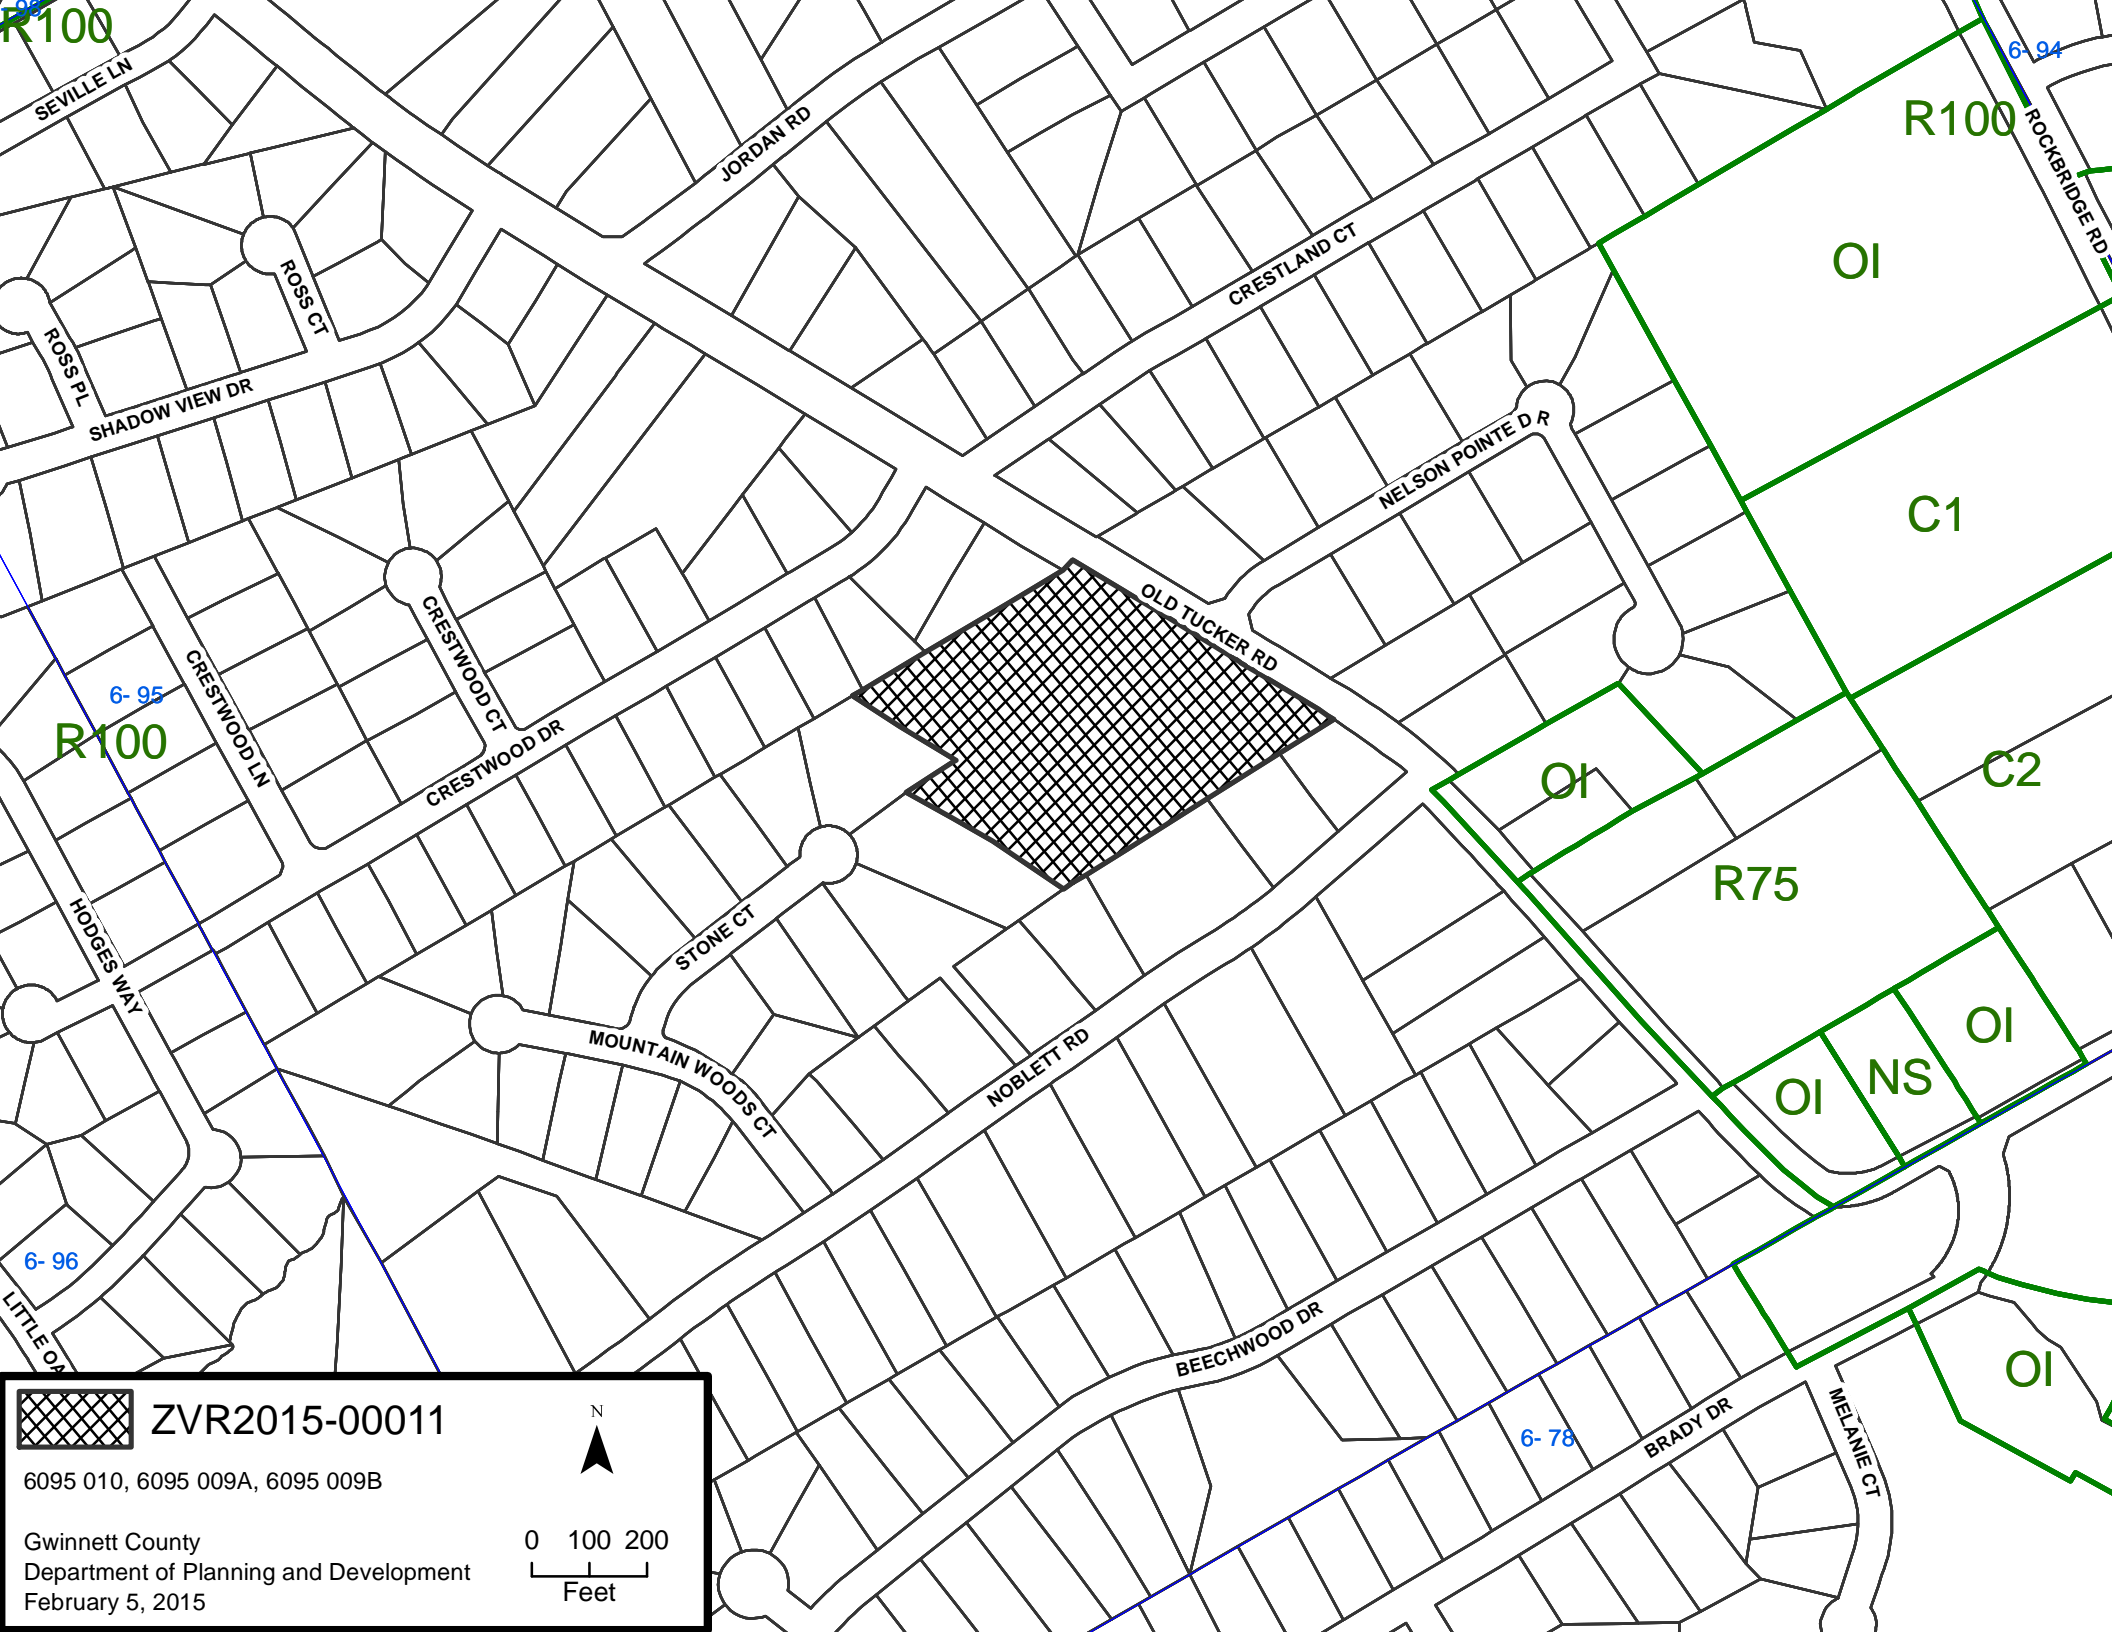 6-98
R100
SEVILLE LN
JORDAN RD
6- 94
R100
ROCKBRIDGE RD
OI
ROSS CT
ROSS PL
SHADOW VIEW DR
CRESTLAND CT
NELSON POINTE D R
C1
OLD TUCKER RD
6- 95
R100
CRESTWOOD LN
CRESTWOOD CT
CRESTWOOD DR
OI
C2
R75
HODGES WAY
STONE CT
MOUNTAIN WOODS CT
NOBLETT RD
OI
NS
OI
6- 96
LITTLE OA
BEECHWOOD DR
OI
6- 78
BRADY DR
MELANIE CT
ZVR2015-00011
N
6095 010, 6095 009A, 6095 009B
Gwinnett County
Department of Planning and Development
February 5, 2015
0 100 200
Feet